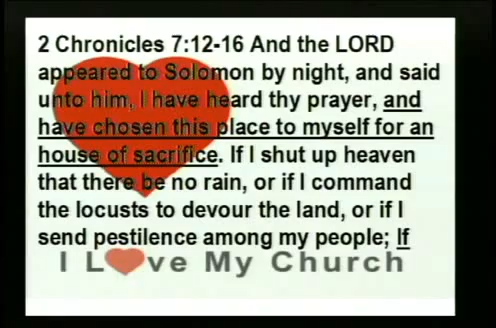 2 Chronicles 7:12-16 And the LORD
appeared to Solomon by night, and said
unto him, I have heard thy prayer, and
have chosen this place to myself for an
house of sacrifice. If I shut up heaven
that there be no rain, or if I command
the locusts to devour the land, or if I
send pestilence among my people; If
I L❤ve My Church